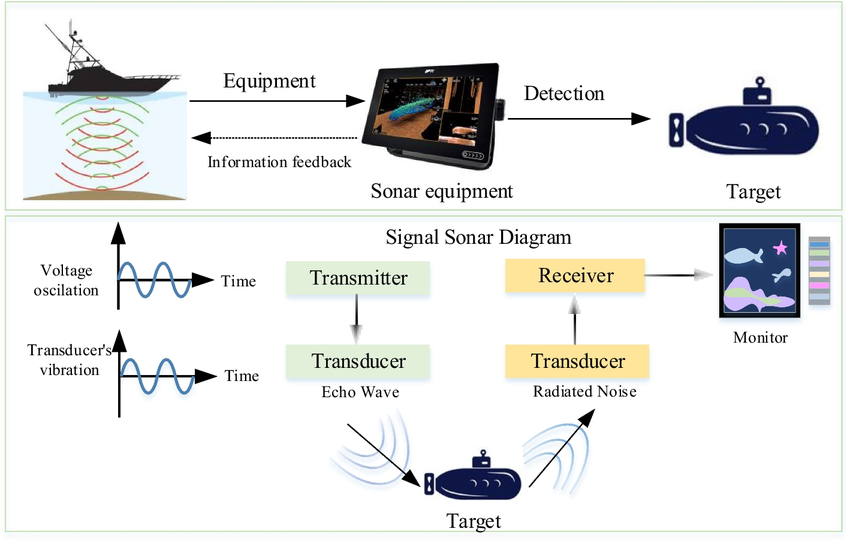 Equipment
Information feedback
Sonar equipment
Detection
Target
Signal Sonar Diagram
Voltage
oscilation
Time
Transducer's
vibration
Time
Transmitter
Transducer
Echo Wave
Receiver
Transducer
Radiated Noise
Monitor
Target